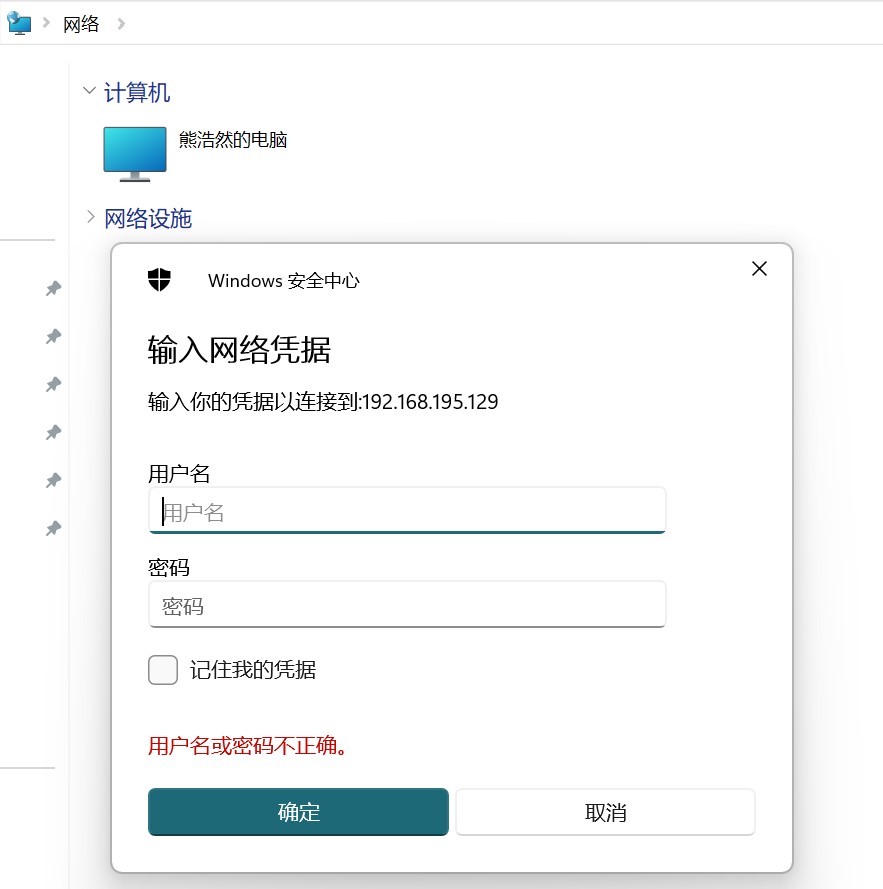 网络
计算机
熊浩然的电脑
网络设施
Windows 安全中心
输入网络凭据
输入你的凭据以连接到:192.168.195.129
用户名
用户名
密码
密码
记住我的凭据
用户名或密码不正确。
确定
取消